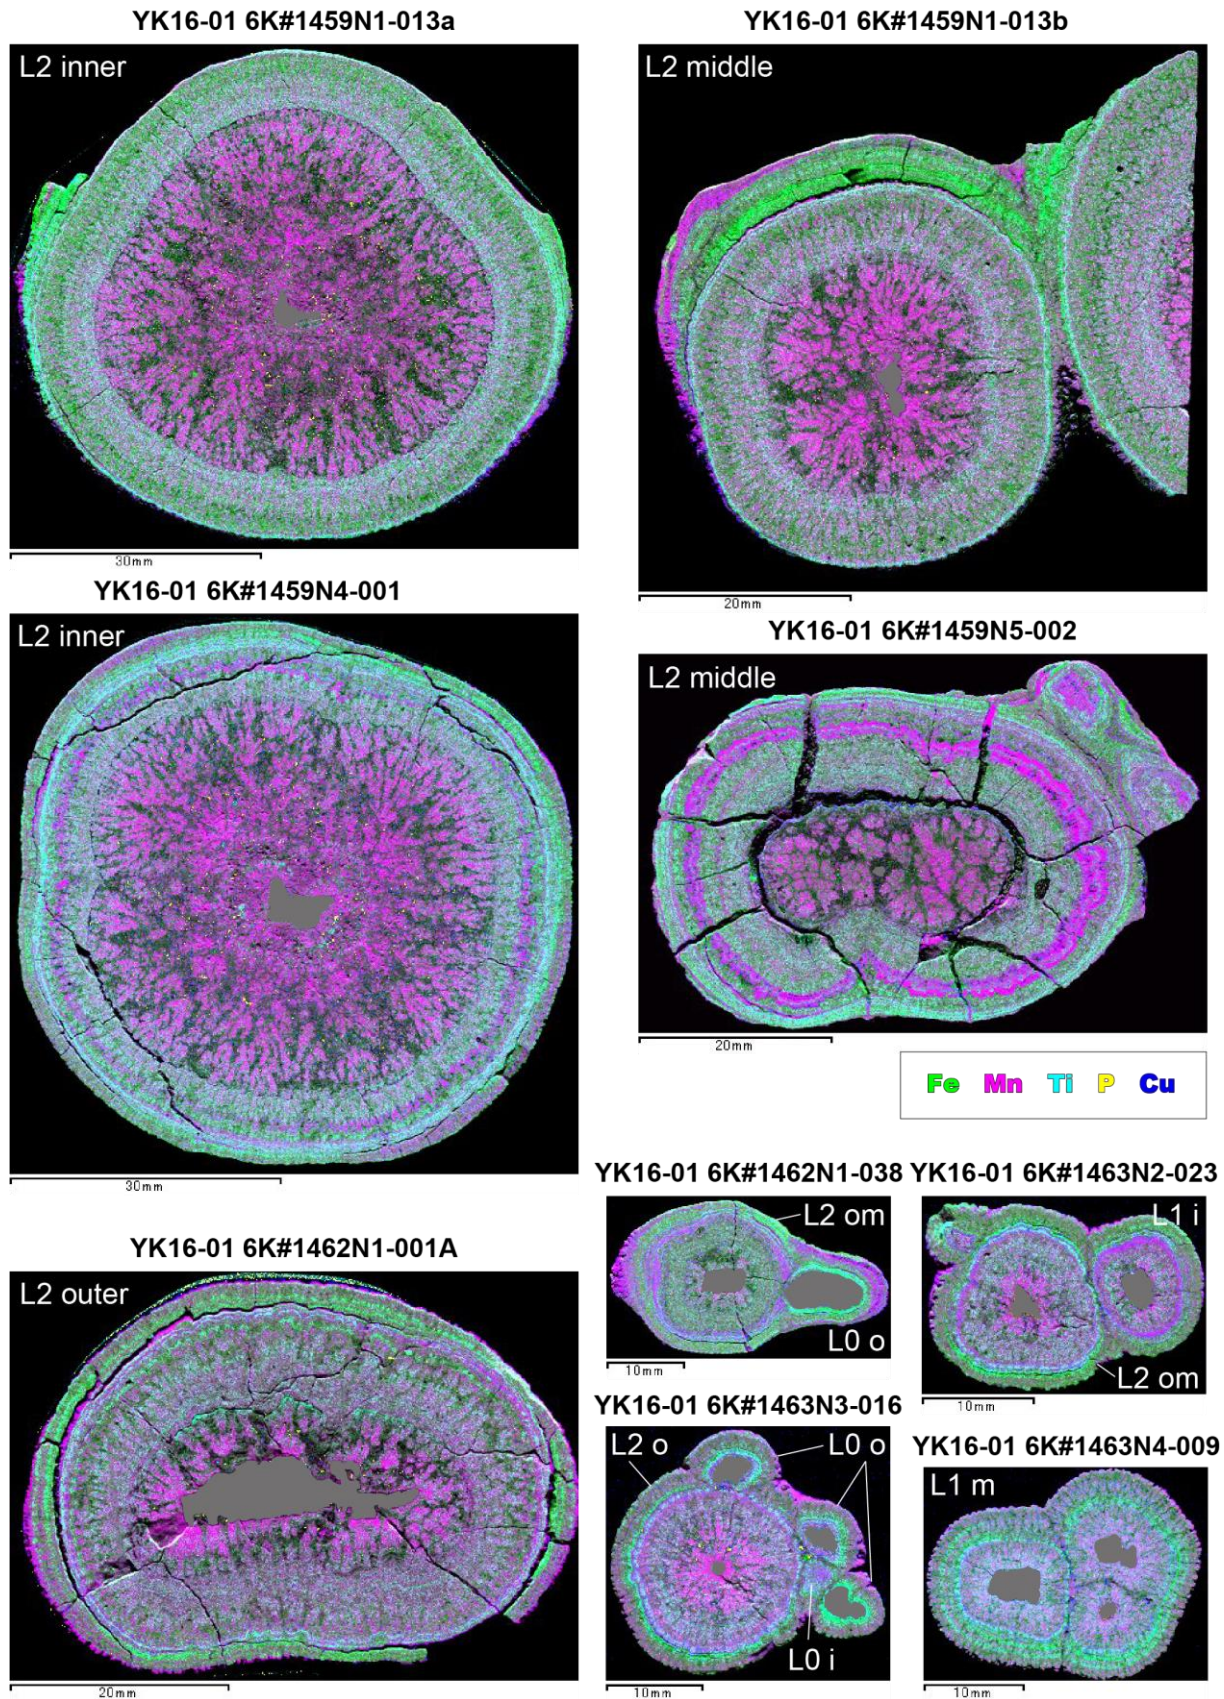 YK16-01 6K#1459N1-013a
L2 inner
30mm
YK16-01 6K#1459N1-013b
L2 middle
20mm
YK16-01 6K#1459N4-001
L2 inner
30mm
YK16-01 6K#1459N5-002
L2 middle
20mm
Fe Mn Ti P Cu
YK16-01 6K#1462N1-001A
L2 outer
20mm
YK16-01 6K#1462N1-038
L2 om
L0 o
10mm
YK16-01 6K#1463N2-023
L1 i
L2 om
10mm
YK16-01 6K#1463N3-016
L2 o
L0 o
L0 i
10mm
YK16-01 6K#1463N4-009
L1 m
10mm